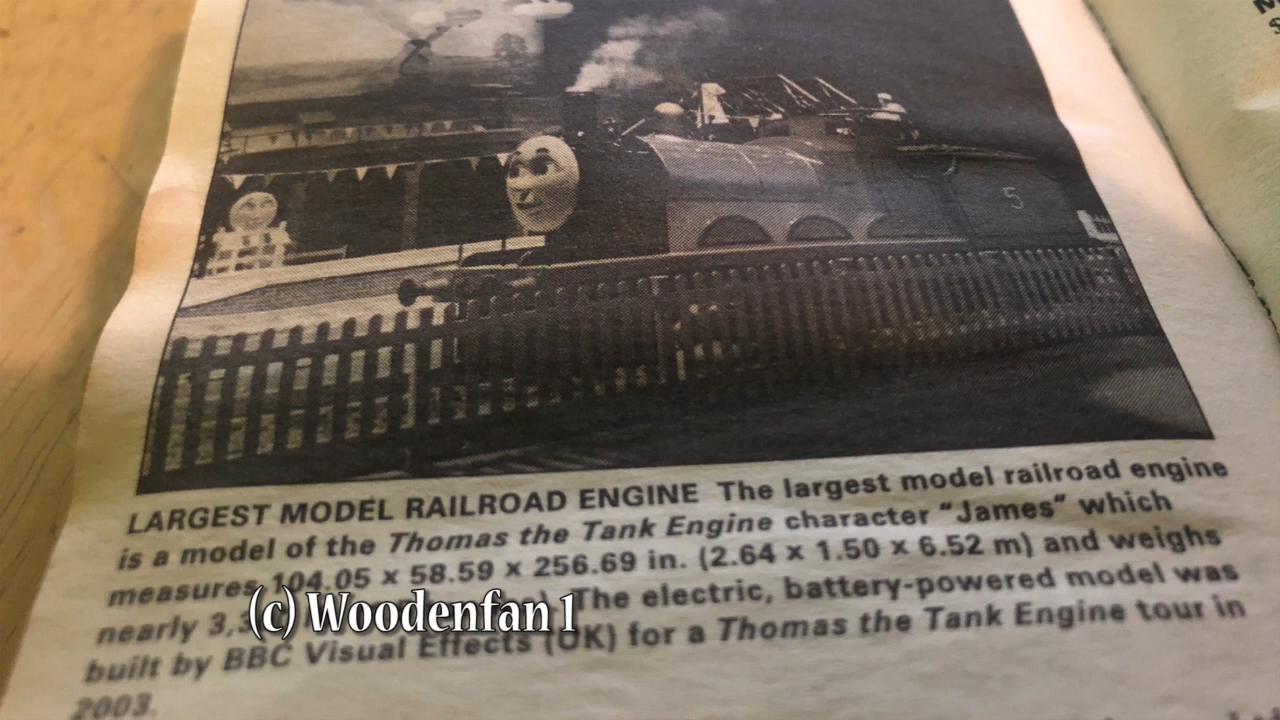 5
LARGEST MODEL RAILROAD ENGINE The largest model railroad engine
is a model of the Thomas the Tank Engine character “James” which
measures 104.05 x 58.59 x 256.69 in. (2.64 x 1.50 x 6.52 m) and weighs
nearly The electric, battery-powered model was
built by BBC Visual Effects (UK) for a Thomas the Tank Engine tour in
2003.
(c) Woodenfan1